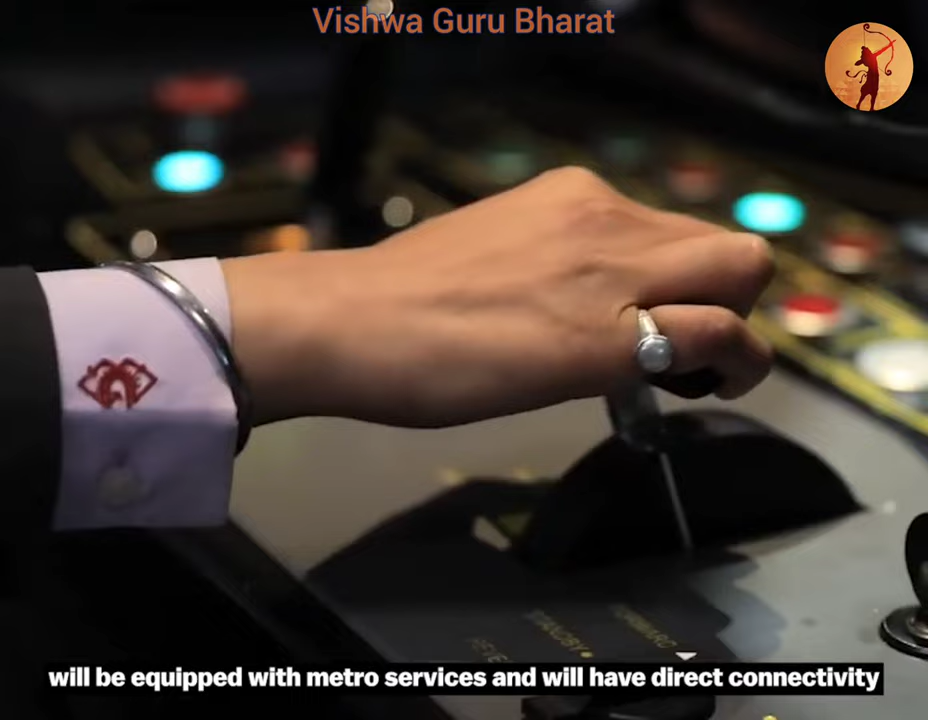 Vishwa Guru Bharat
STANDBY
FORWARD
will be equipped with metro services and will have direct connectivity